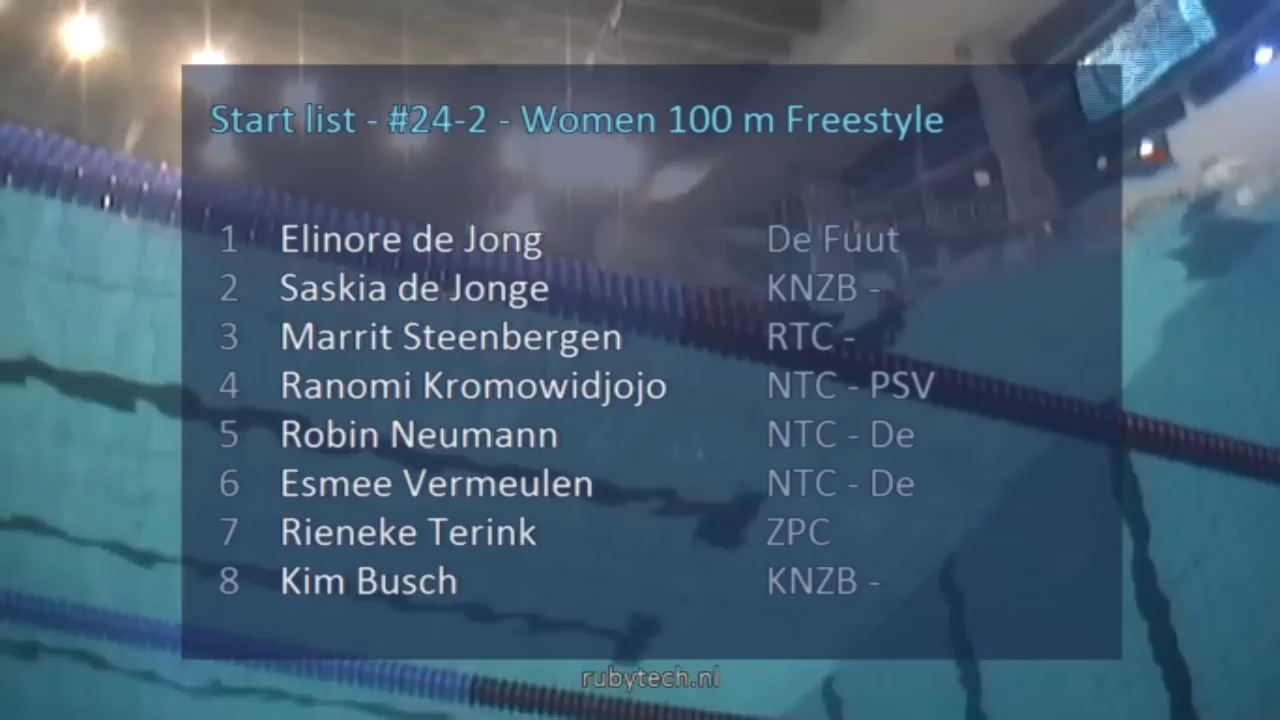 Start list - #24-2 - Women 100 m Freestyle
1 Elinore de Jong De Fuut
2 Saskia de Jonge KNZB -
3 Marrit Steenbergen RTC -
4 Ranomi Kromowidjojo NTC - PSV
5 Robin Neumann NTC - De
6 Esmee Vermeulen NTC - De
7 Rieneke Terink ZPC
8 Kim Busch KNZB -
rubytech.nl